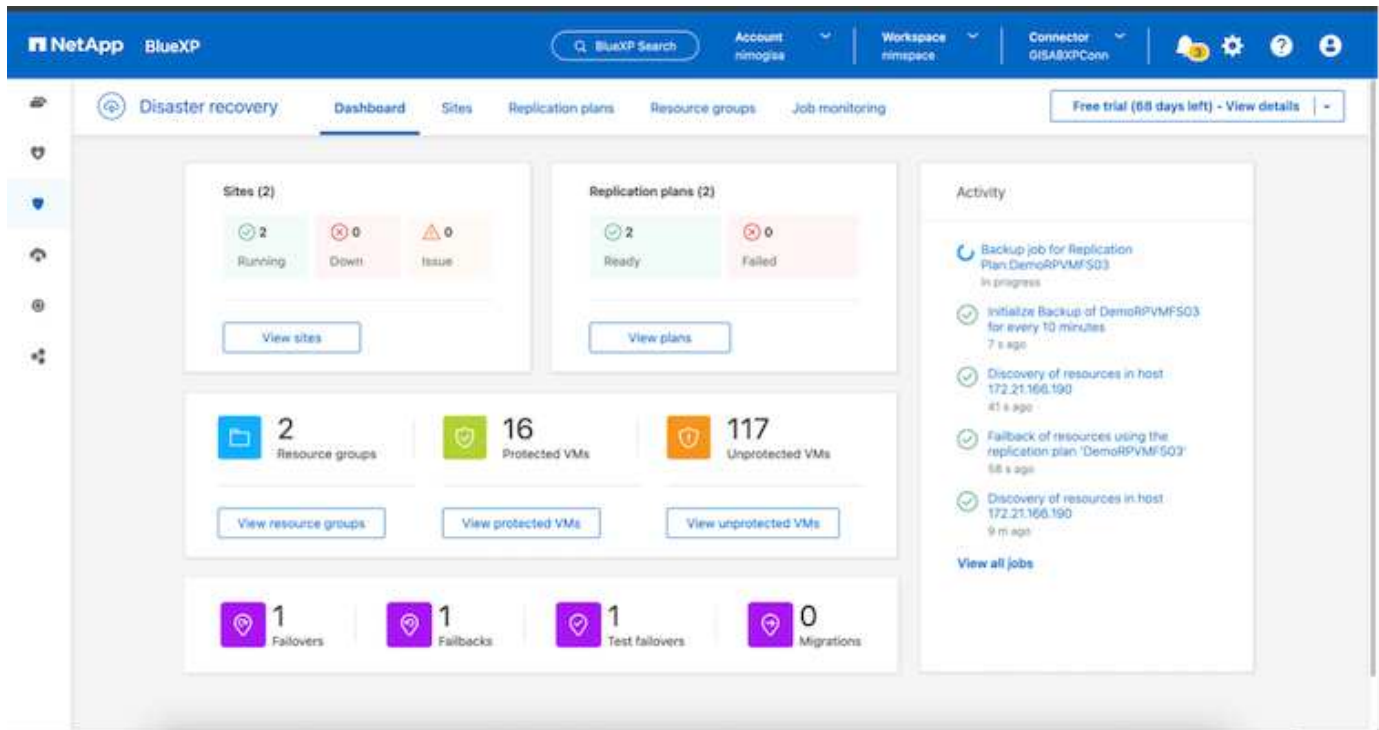 NetApp BlueXP
BlueXP Search
Account
nimogisa
Workspace
nimspace
Connector
GISABXPConn
3
Disaster recovery
Dashboard
Sites
Replication plans
Resource groups
Job monitoring
Free trial (68 days left) - View details
Sites (2)
2
Running
0
Down
0
Issue
View sites
Replication plans (2)
2
Ready
0
Failed
View plans
2
Resource groups
View resource groups
16
Protected VMs
View protected VMs
117
Unprotected VMs
View unprotected VMs
1
Failovers
1
Failbacks
1
Test failovers
0
Migrations
Activity
Backup job for Replication
Plan:DemoRPVMFS03
In progress
Initialize Backup of DemoRPVMFS03
for every 10 minutes
7 s ago
Discovery of resources in host
172.21.166.190
41 s ago
Failback of resources using the
replication plan 'DemoRPVMFS03'
58 s ago
Discovery of resources in host
172.21.166.190
9 m ago
View all jobs